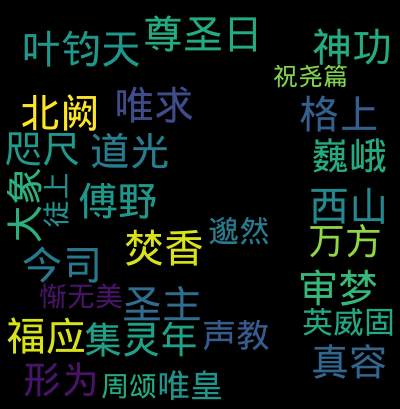 叶钧天
尊圣日
神功
祝尧篇
北阙
唯求
格上
咫尺
道光
巍峨
大象
徒上
傅野
西山
邈然
万方
焚香
今司
审梦
惭无美
圣主
英威固
福应
集灵年
声教
真容
形为
周颂
唯皇